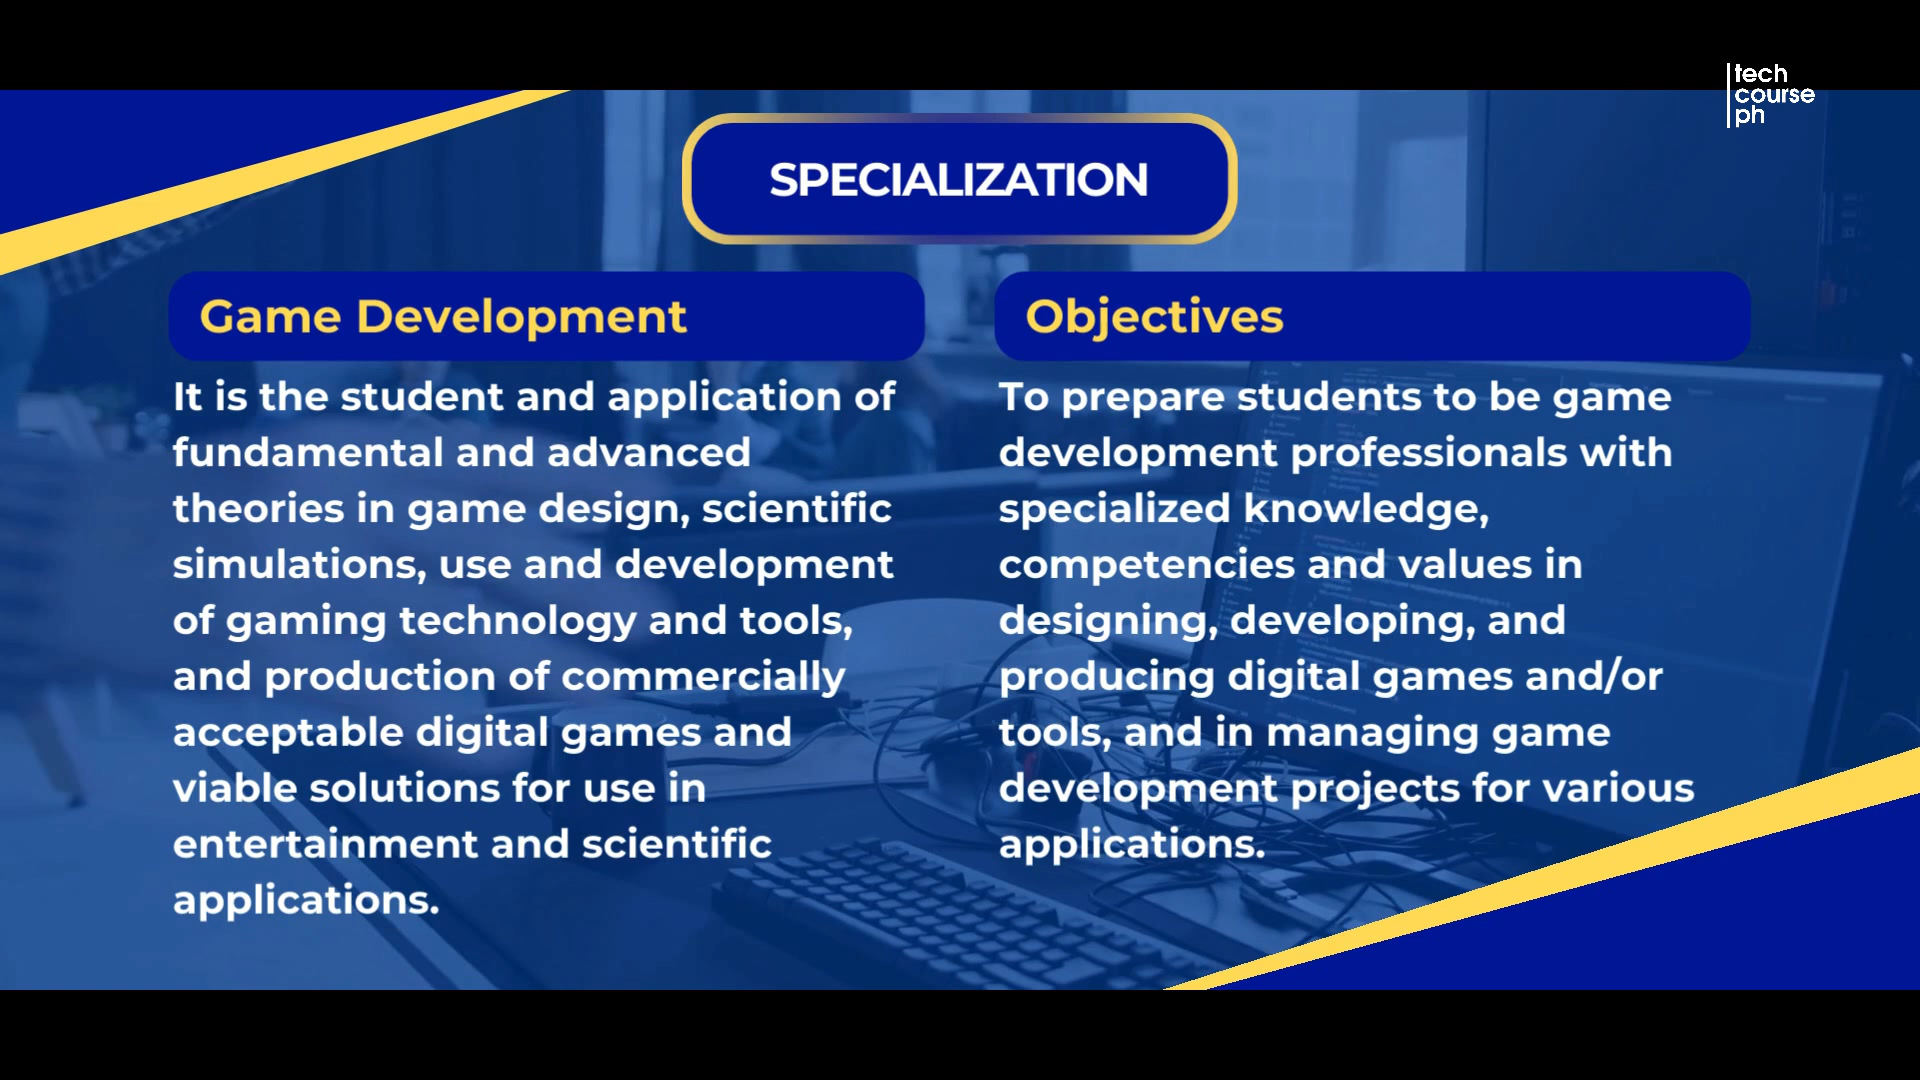 tech
course
ph
SPECIALIZATION
Game Development
It is the student and application of
fundamental and advanced
theories in game design, scientific
simulations, use and development
of gaming technology and tools,
and production of commercially
acceptable digital games and
viable solutions for use in
entertainment and scientific
applications.
Objectives
To prepare students to be game
development professionals with
specialized knowledge,
competencies and values in
designing, developing, and
producing digital games and/or
tools, and in managing game
development projects for various
applications.